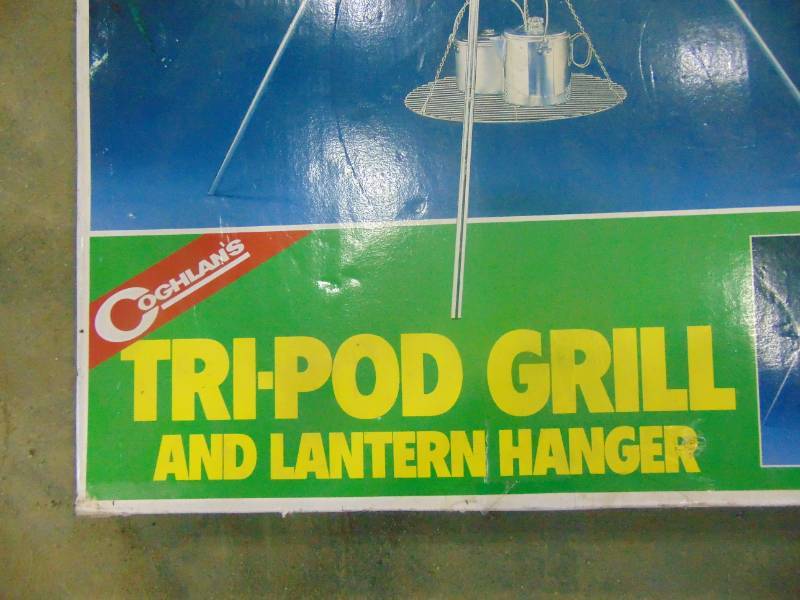 COGHLAN'S
TRI-POD GRILL
AND LANTERN HANGER